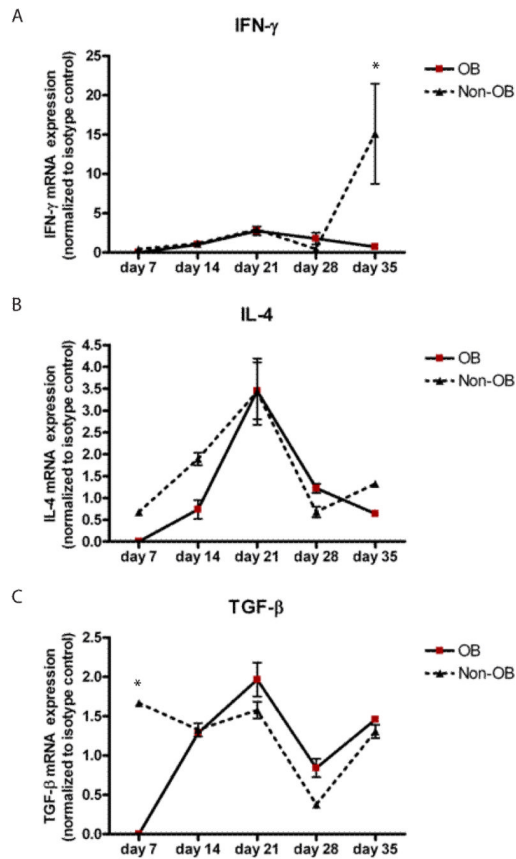 A
IFN-γ
IFN-γ mRNA expression
(normalized to isotype control)
25
20
15
10
5
0
*
OB
Non-OB
day 7 day 14 day 21 day 28 day 35
B
IL-4
IL-4 mRNA expression
(normalized to isotype control)
4.5
4.0
3.5
3.0
2.5
2.0
1.5
1.0
0.5
0.0
OB
Non-OB
day 7 day 14 day 21 day 28 day 35
C
TGF-β
TGF-β mRNA expression
(normalized to isotype control)
2.5
2.0
1.5
1.0
0.5
0.0
*
OB
Non-OB
day 7 day 14 day 21 day 28 day 35